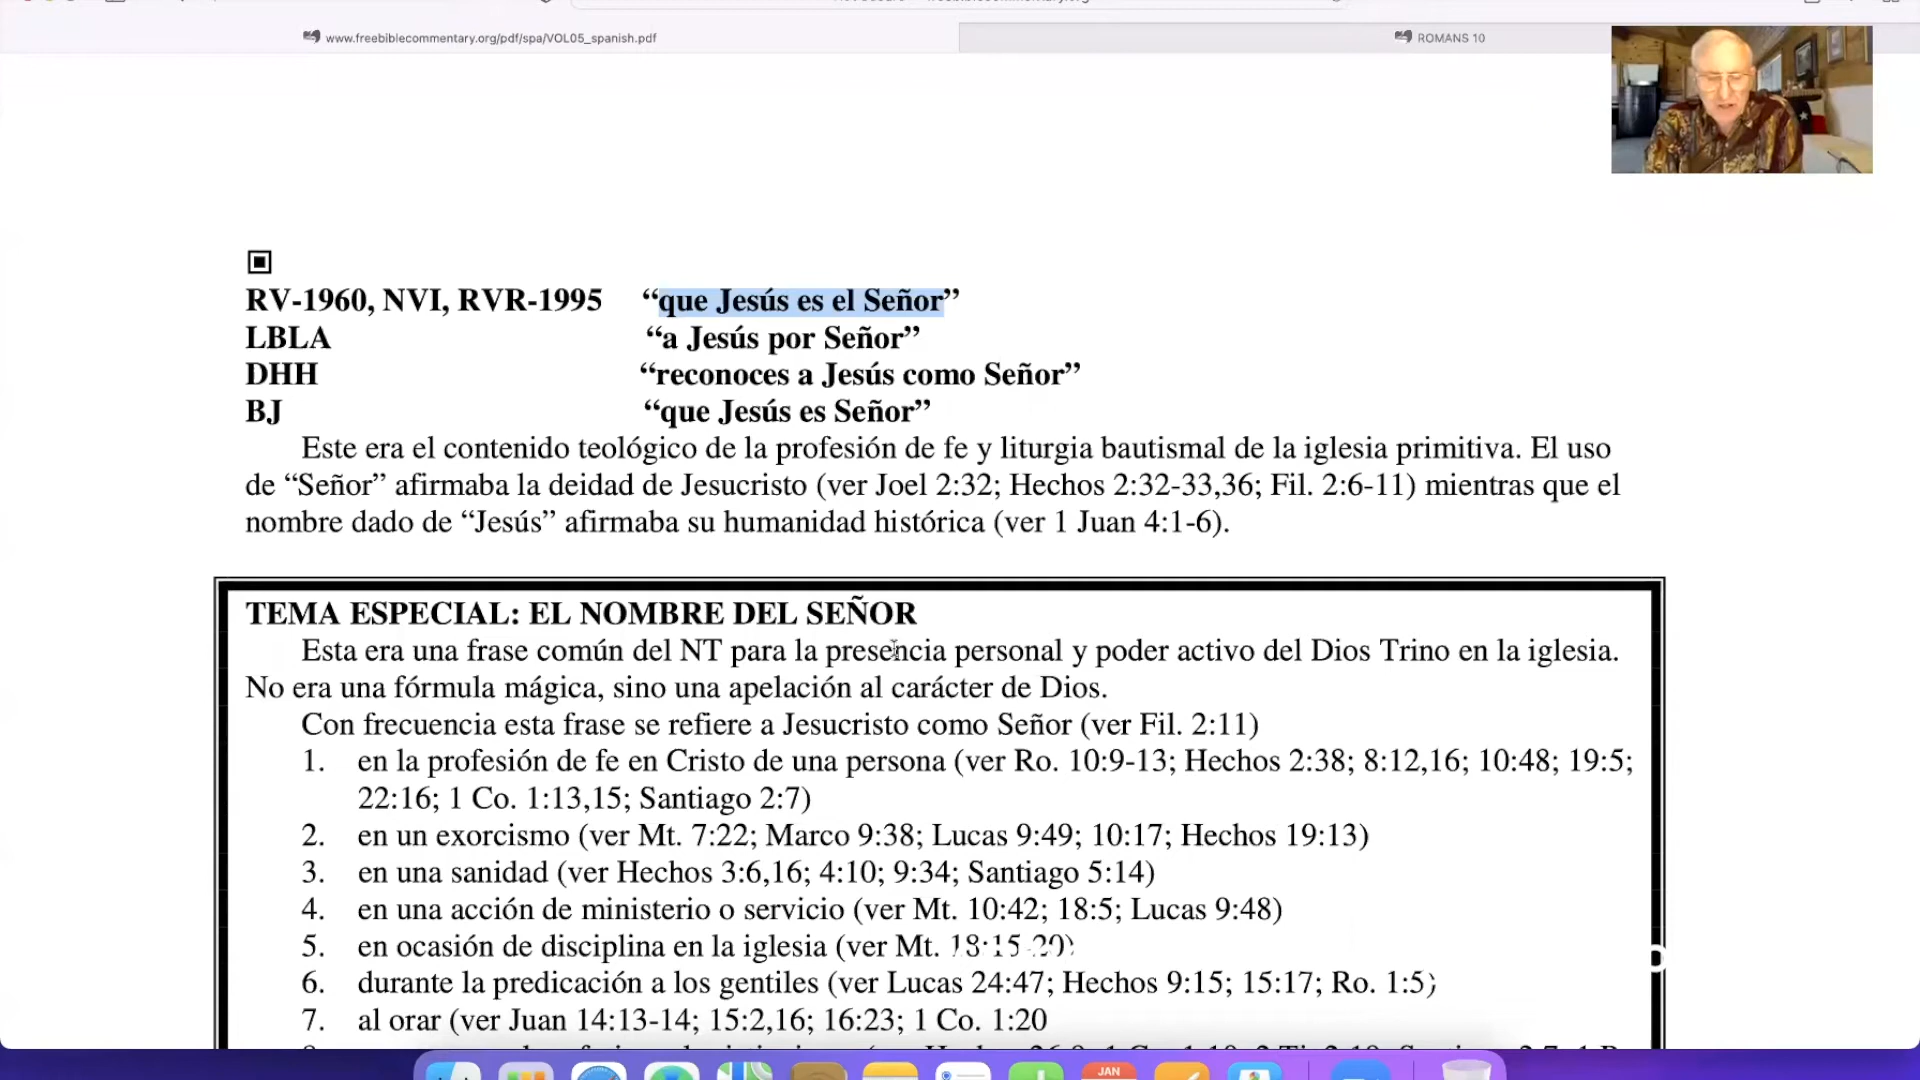 www.freebiblecommentary.org/pdf/spa/VOL05_spanish.pdf
ROMANS 10
RV-1960, NVI, RVR-1995 “que Jesús es el Señor”
LBLA “a Jesús por Señor”
DHH “reconoces a Jesús como Señor”
BJ “que Jesús es Señor”
Este era el contenido teológico de la profesión de fe y liturgia bautismal de la iglesia primitiva. El uso
de “Señor” afirmaba la deidad de Jesucristo (ver Joel 2:32; Hechos 2:32-33,36; Fil. 2:6-11) mientras que el
nombre dado de “Jesús” afirmaba su humanidad histórica (ver 1 Juan 4:1-6).
TEMA ESPECIAL: EL NOMBRE DEL SEÑOR
Esta era una frase común del NT para la presencia personal y poder activo del Dios Trino en la iglesia.
No era una fórmula mágica, sino una apelación al carácter de Dios.
Con frecuencia esta frase se refiere a Jesucristo como Señor (ver Fil. 2:11)
1. en la profesión de fe en Cristo de una persona (ver Ro. 10:9-13; Hechos 2:38; 8:12,16; 10:48; 19:5;
22:16; 1 Co. 1:13,15; Santiago 2:7)
2. en un exorcismo (ver Mt. 7:22; Marco 9:38; Lucas 9:49; 10:17; Hechos 19:13)
3. en una sanidad (ver Hechos 3:6,16; 4:10; 9:34; Santiago 5:14)
4. en una acción de ministerio o servicio (ver Mt. 10:42; 18:5; Lucas 9:48)
5. en ocasión de disciplina en la iglesia (ver Mt. 18:15-20)
6. durante la predicación a los gentiles (ver Lucas 24:47; Hechos 9:15; 15:17; Ro. 1:5)
7. al orar (ver Juan 14:13-14; 15:2,16; 16:23; 1 Co. 1:20
JAN